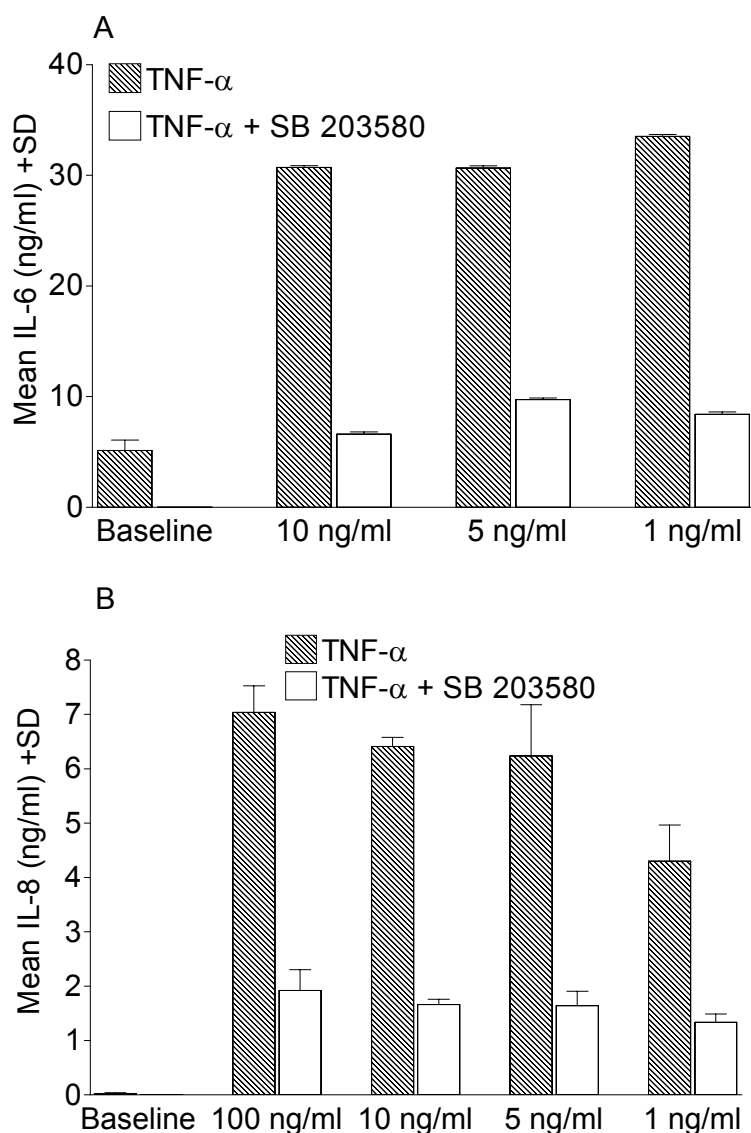 A
40
30
20
10
0
Mean IL-6 (ng/ml) +SD
TNF-α
TNF-α + SB 203580
Baseline 10 ng/ml 5 ng/ml 1 ng/ml
B
8
7
6
5
4
3
2
1
0
Mean IL-8 (ng/ml) +SD
TNF-α
TNF-α + SB 203580
Baseline 100 ng/ml 10 ng/ml 5 ng/ml 1 ng/ml